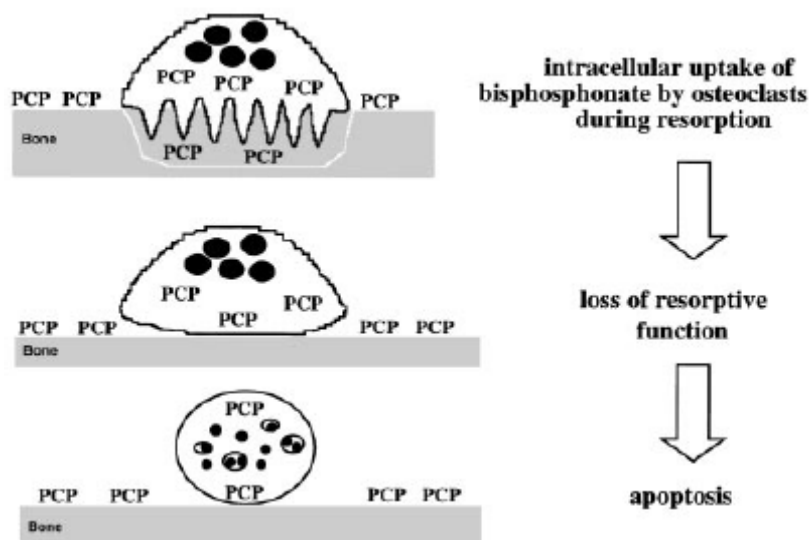 intracellular uptake of
bisphosphonate by osteoclasts
during resorption
PCP PCP PCP
PCP PCP PCP
Bone
PCP PCP
loss of resorptive
function
PCP PCP
PCP
PCP PCP PCP PCP
Bone
apoptosis
PCP
PCP PCP PCP PCP PCP
Bone